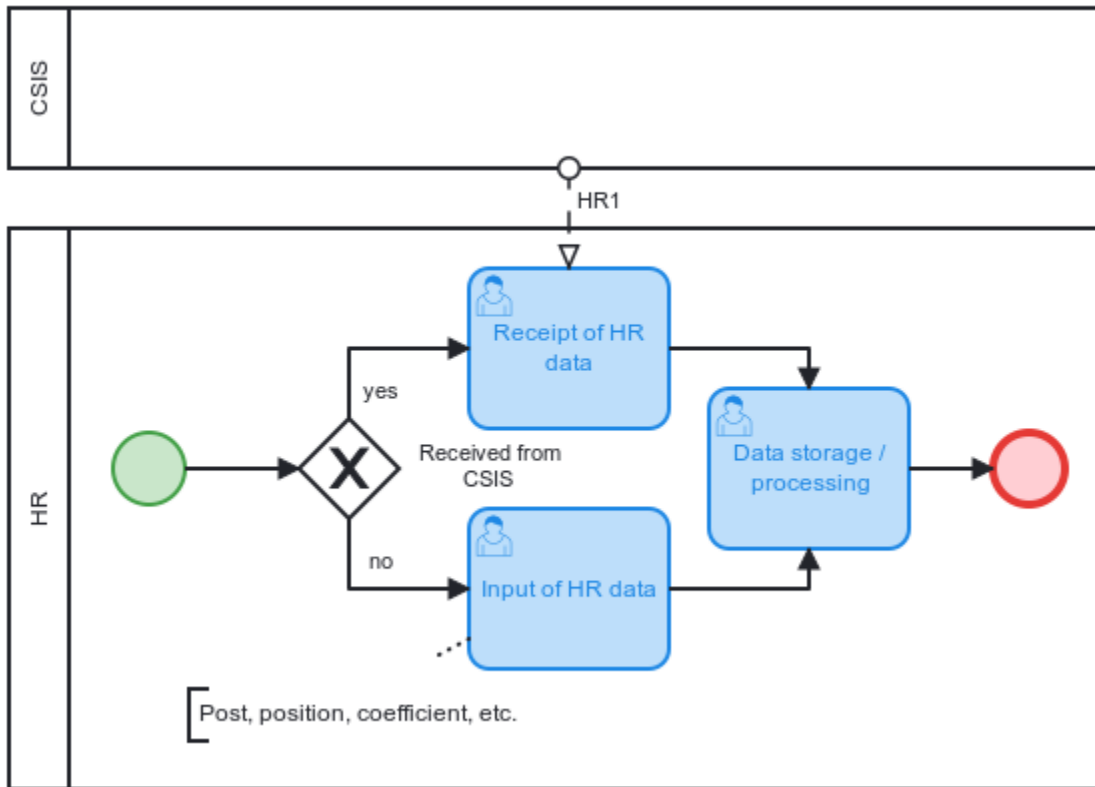 CSIS
HR1
HR
Receipt of HR
data
yes
Received from
CSIS
Data storage /
processing
no
Input of HR data
Post, position, coefficient, etc.